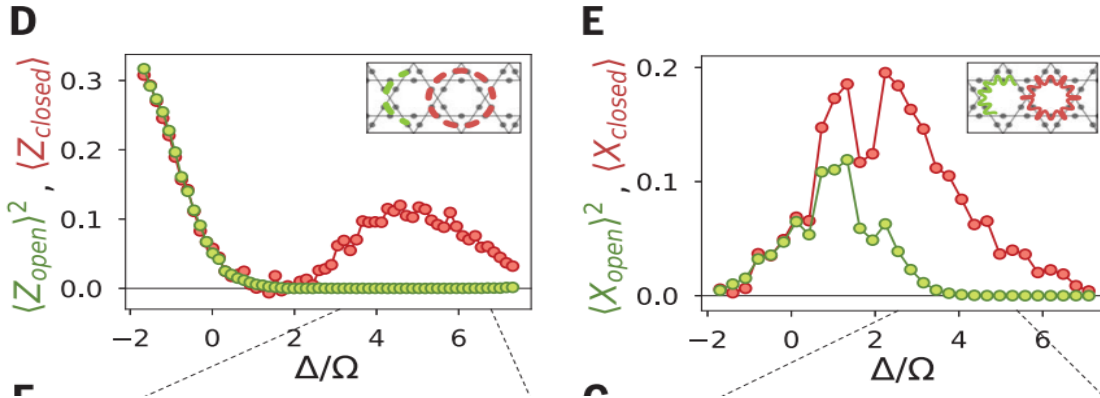 D
⟨Z_open⟩², ⟨Z_closed⟩
0.3
0.2
0.1
0.0
−2 0 2 4 6
Δ/Ω
E
⟨X_open⟩², ⟨X_closed⟩
0.2
0.1
0.0
−2 0 2 4 6
Δ/Ω